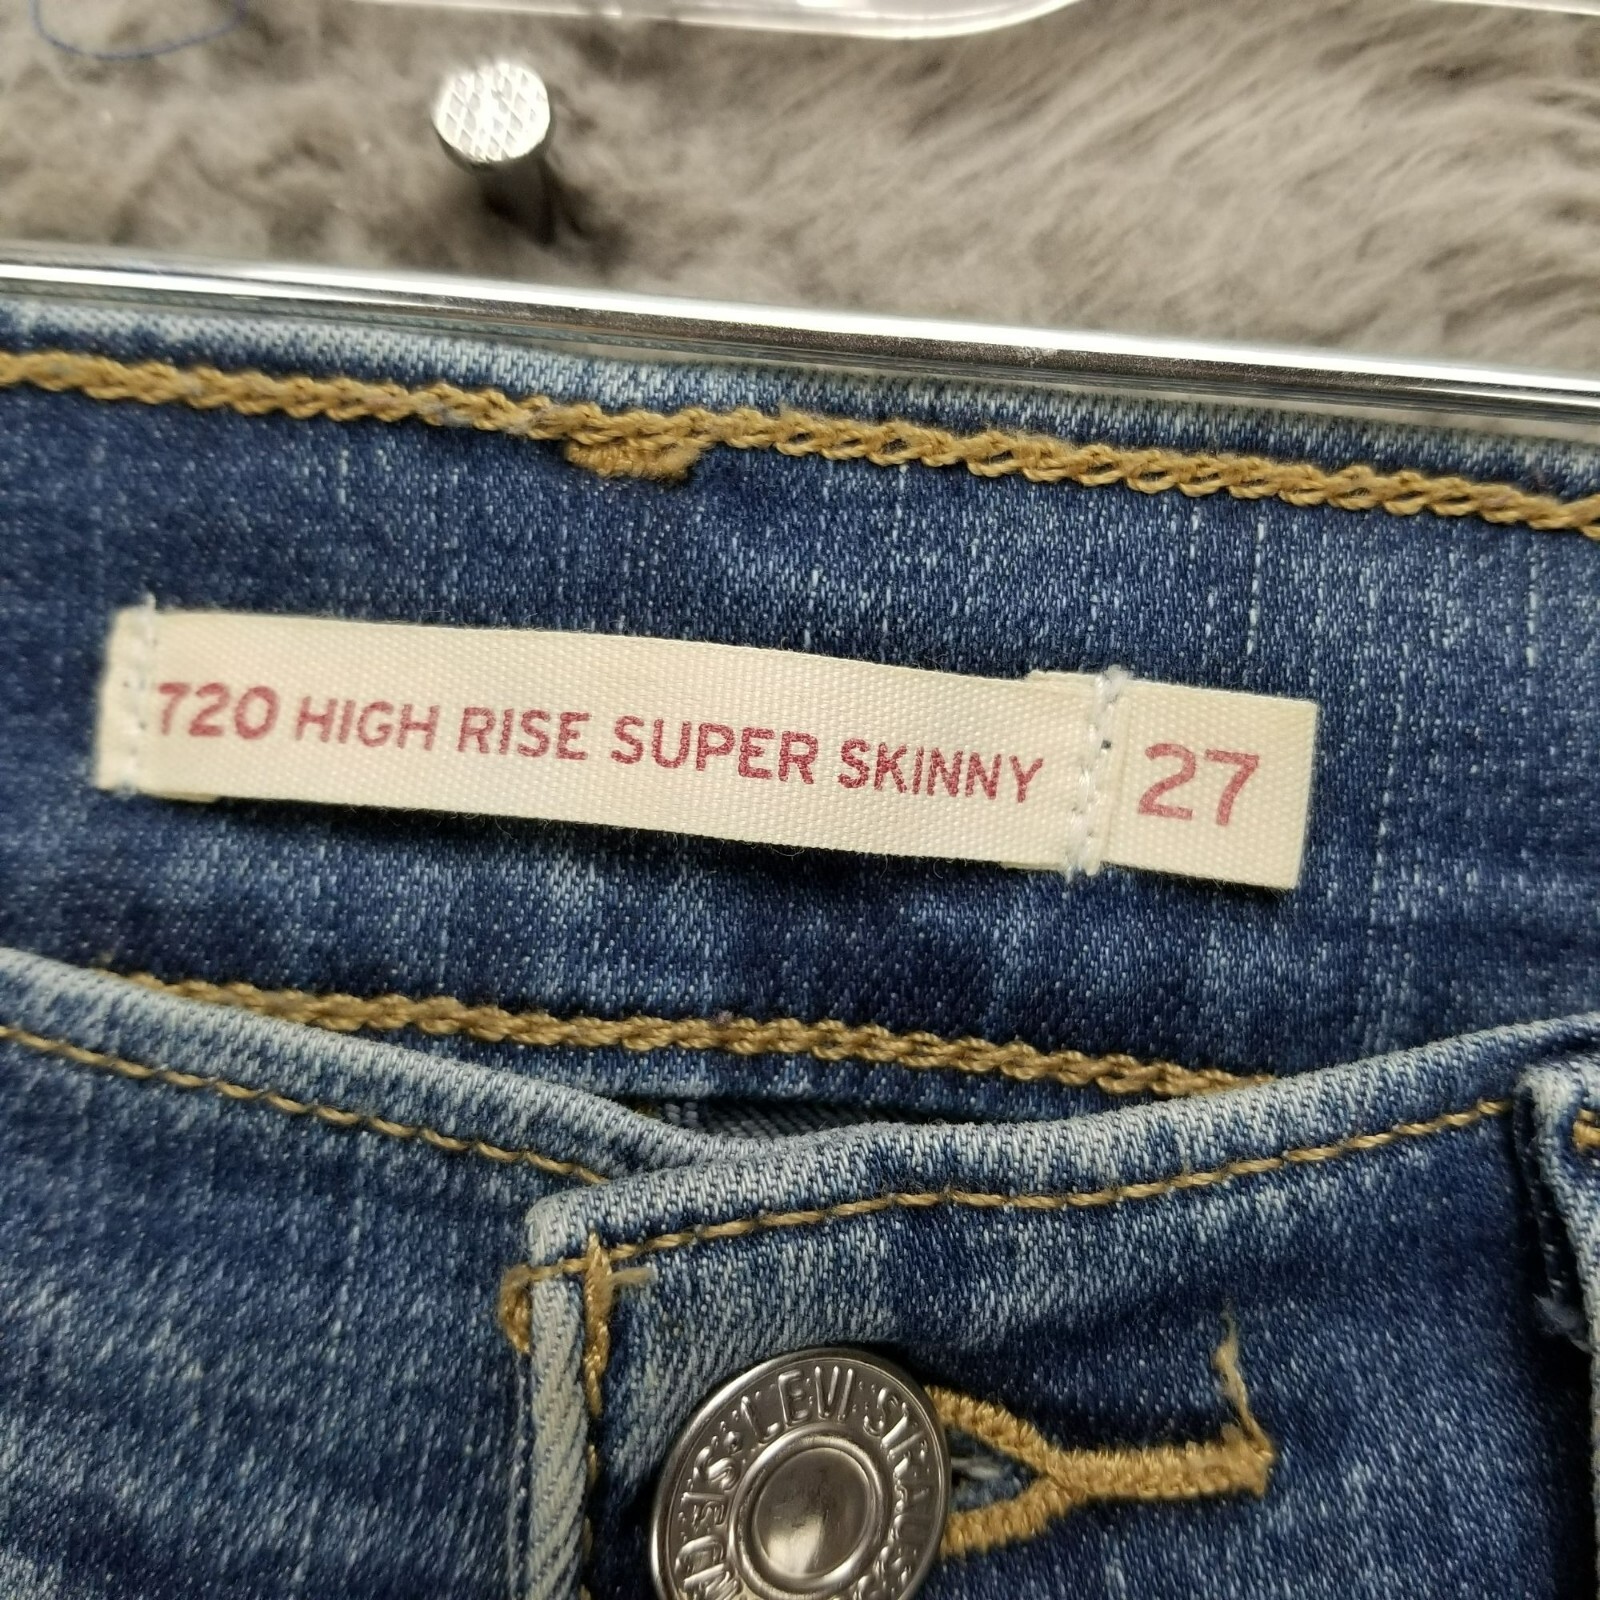 720 HIGH RISE SUPER SKINNY 27
LEVI STRAUSS